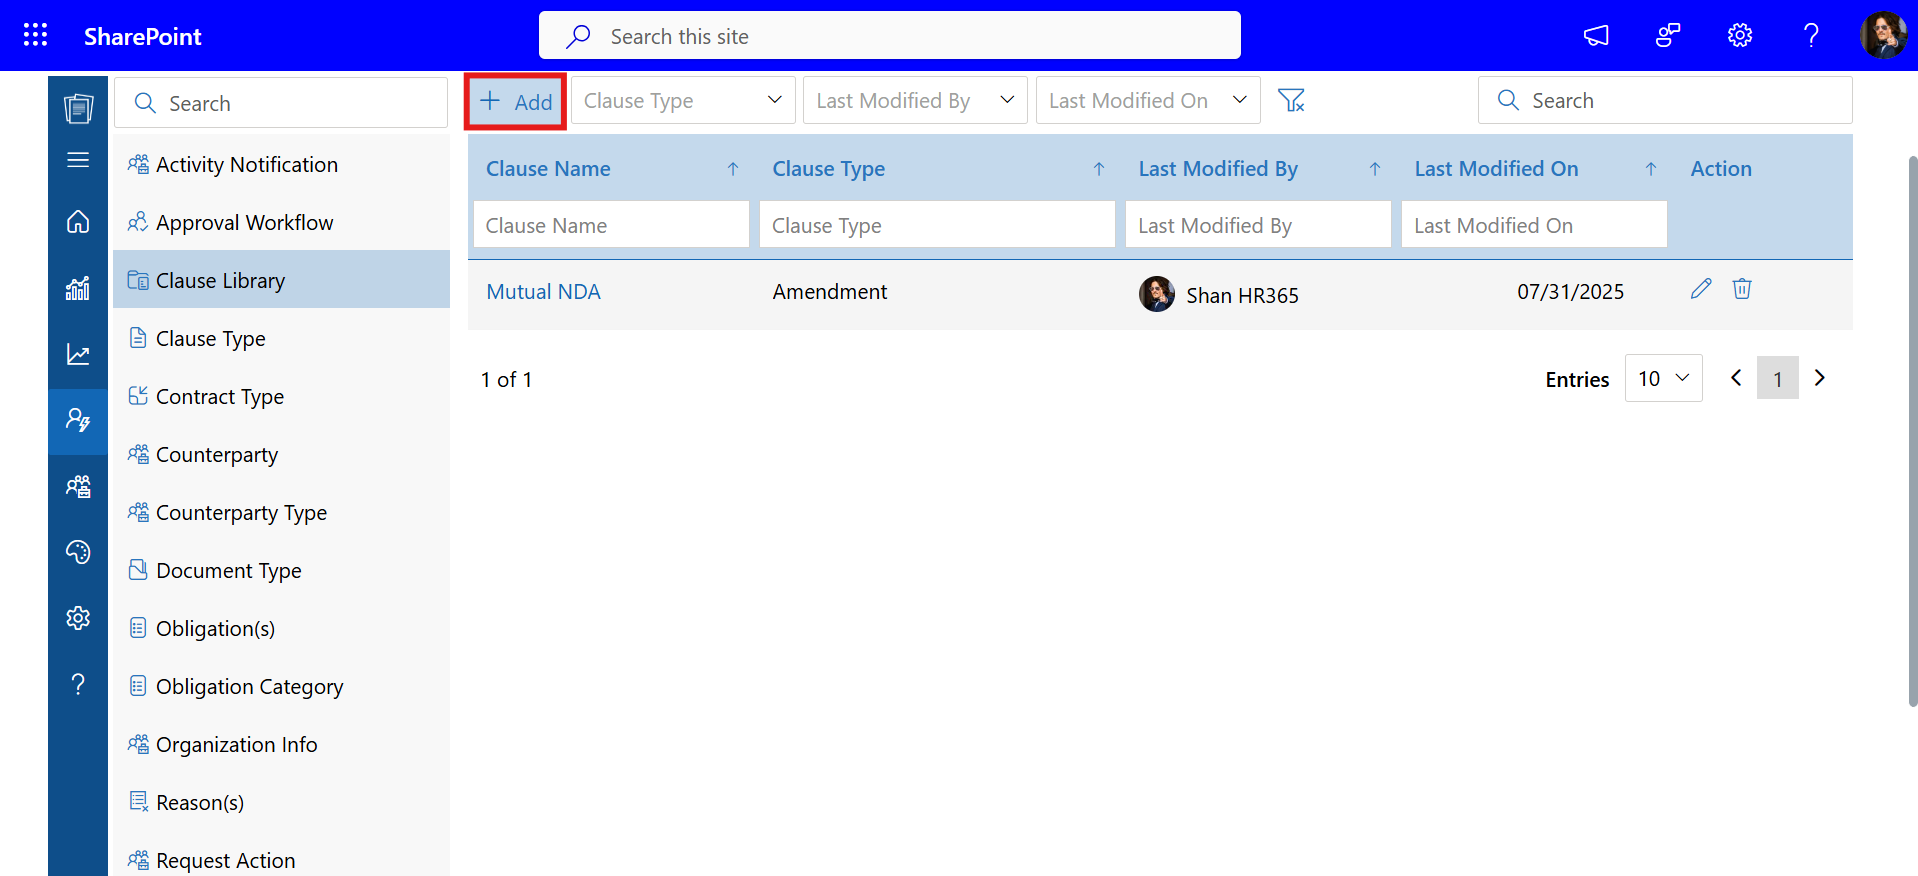 SharePoint
Search this site
Search
Add
Clause Type
Last Modified By
Last Modified On
Search
Activity Notification
Approval Workflow
Clause Library
Clause Type
Contract Type
Counterparty
Counterparty Type
Document Type
Obligation(s)
Obligation Category
Organization Info
Reason(s)
Request Action
Clause Name
Clause Type
Last Modified By
Last Modified On
Action
Clause Name
Clause Type
Last Modified By
Last Modified On
Mutual NDA
Amendment
Shan HR365
07/31/2025
1 of 1
Entries
10
1